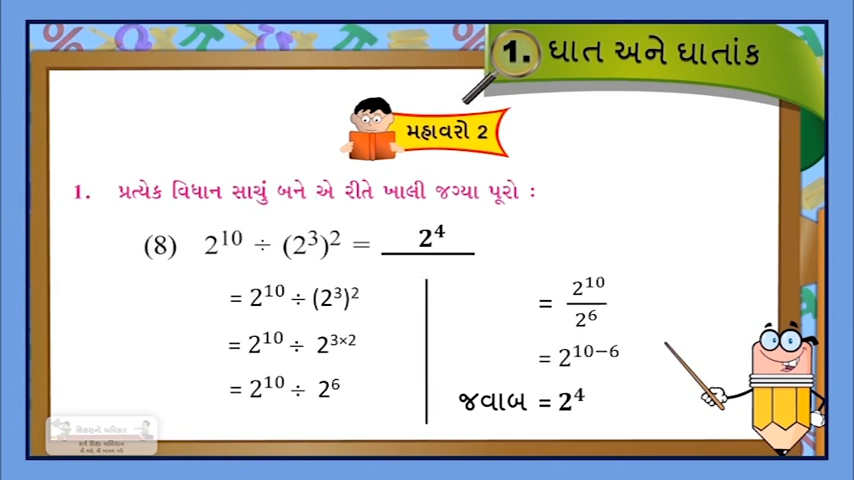 1. ઘાત અને ઘાતાંક
મહાવરો 2
1. પ્રત્યેક વિધાન સાચું બને એ રીતે ખાલી જગ્યા પૂરો :
(8) 2¹⁰ ÷ (2³)² = 2⁴
= 2¹⁰ ÷ (2³)²
= 2¹⁰ ÷ 2³ˣ²
= 2¹⁰ ÷ 2⁶
= 2¹⁰/2⁶
= 2¹⁰⁻⁶
જવાબ = 2⁴